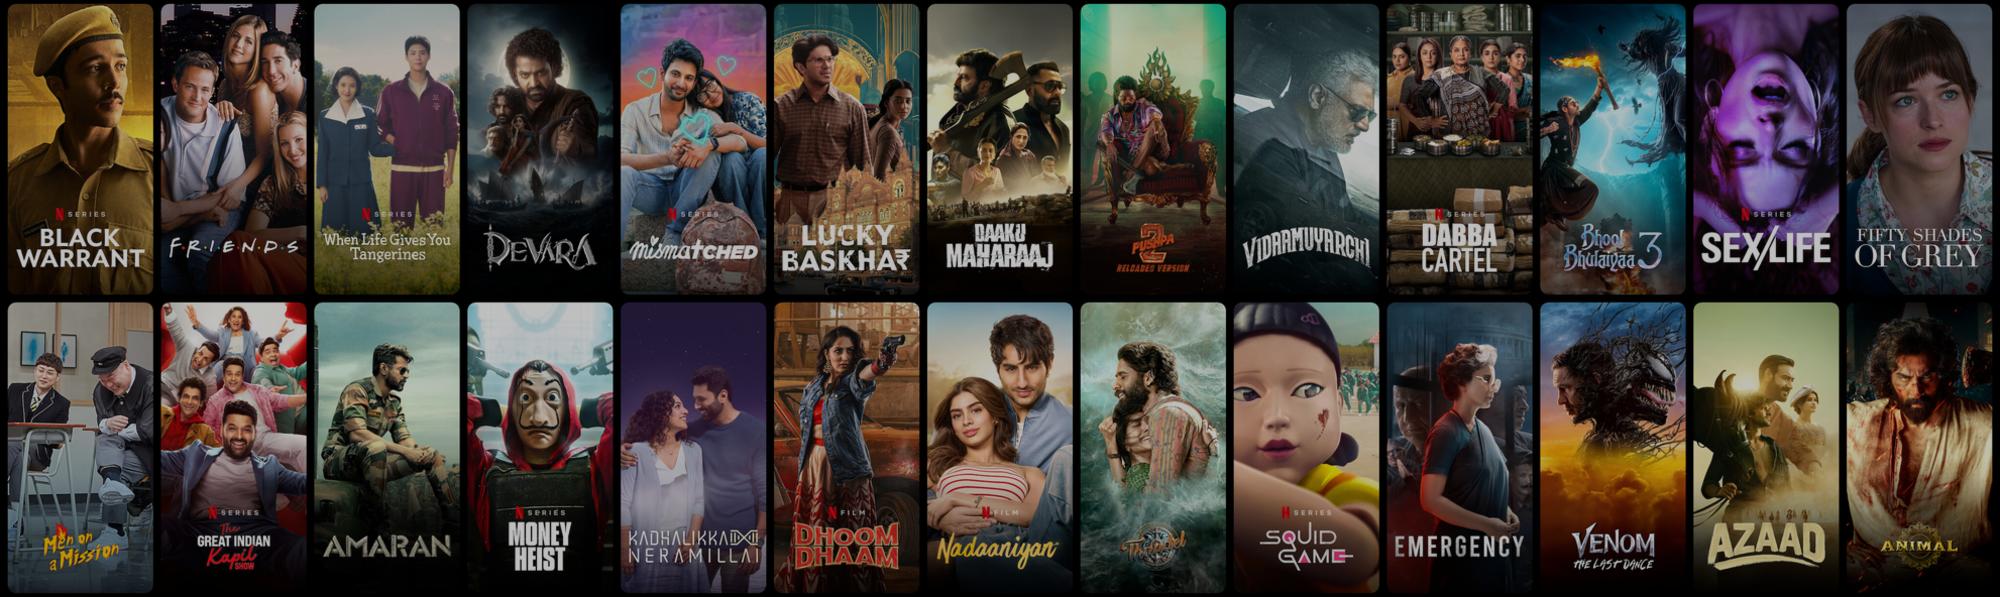 N SERIES
BLACK
WARRANT
F·R·I·E·N·D·S
N SERIES
When Life Gives You
Tangerines
DEVARA
N SERIES
mismatched
LUCKY
BASKHA₹
DAAKU
MAHARAAJ
PUSHPA
2
RELOADED VERSION
VIDAAMUYARCHI
N SERIES
DABBA
CARTEL
Bhool
Bhulaiyaa 3
N SERIES
SEX/LIFE
FIFTY SHADES
OF GREY
Men on
a Mission
N SERIES
The
GREAT INDIAN
Kapil
SHOW
AMARAN
N SERIES
MONEY
HEIST
KADHALIKKA
NERAMILLAI
N FILM
DHOOM
DHAAM
N FILM
Nadaaniyan
Thandel
N SERIES
SQUID
GAME
EMERGENCY
VENOM
THE LAST DANCE
AZAAD
ANIMAL